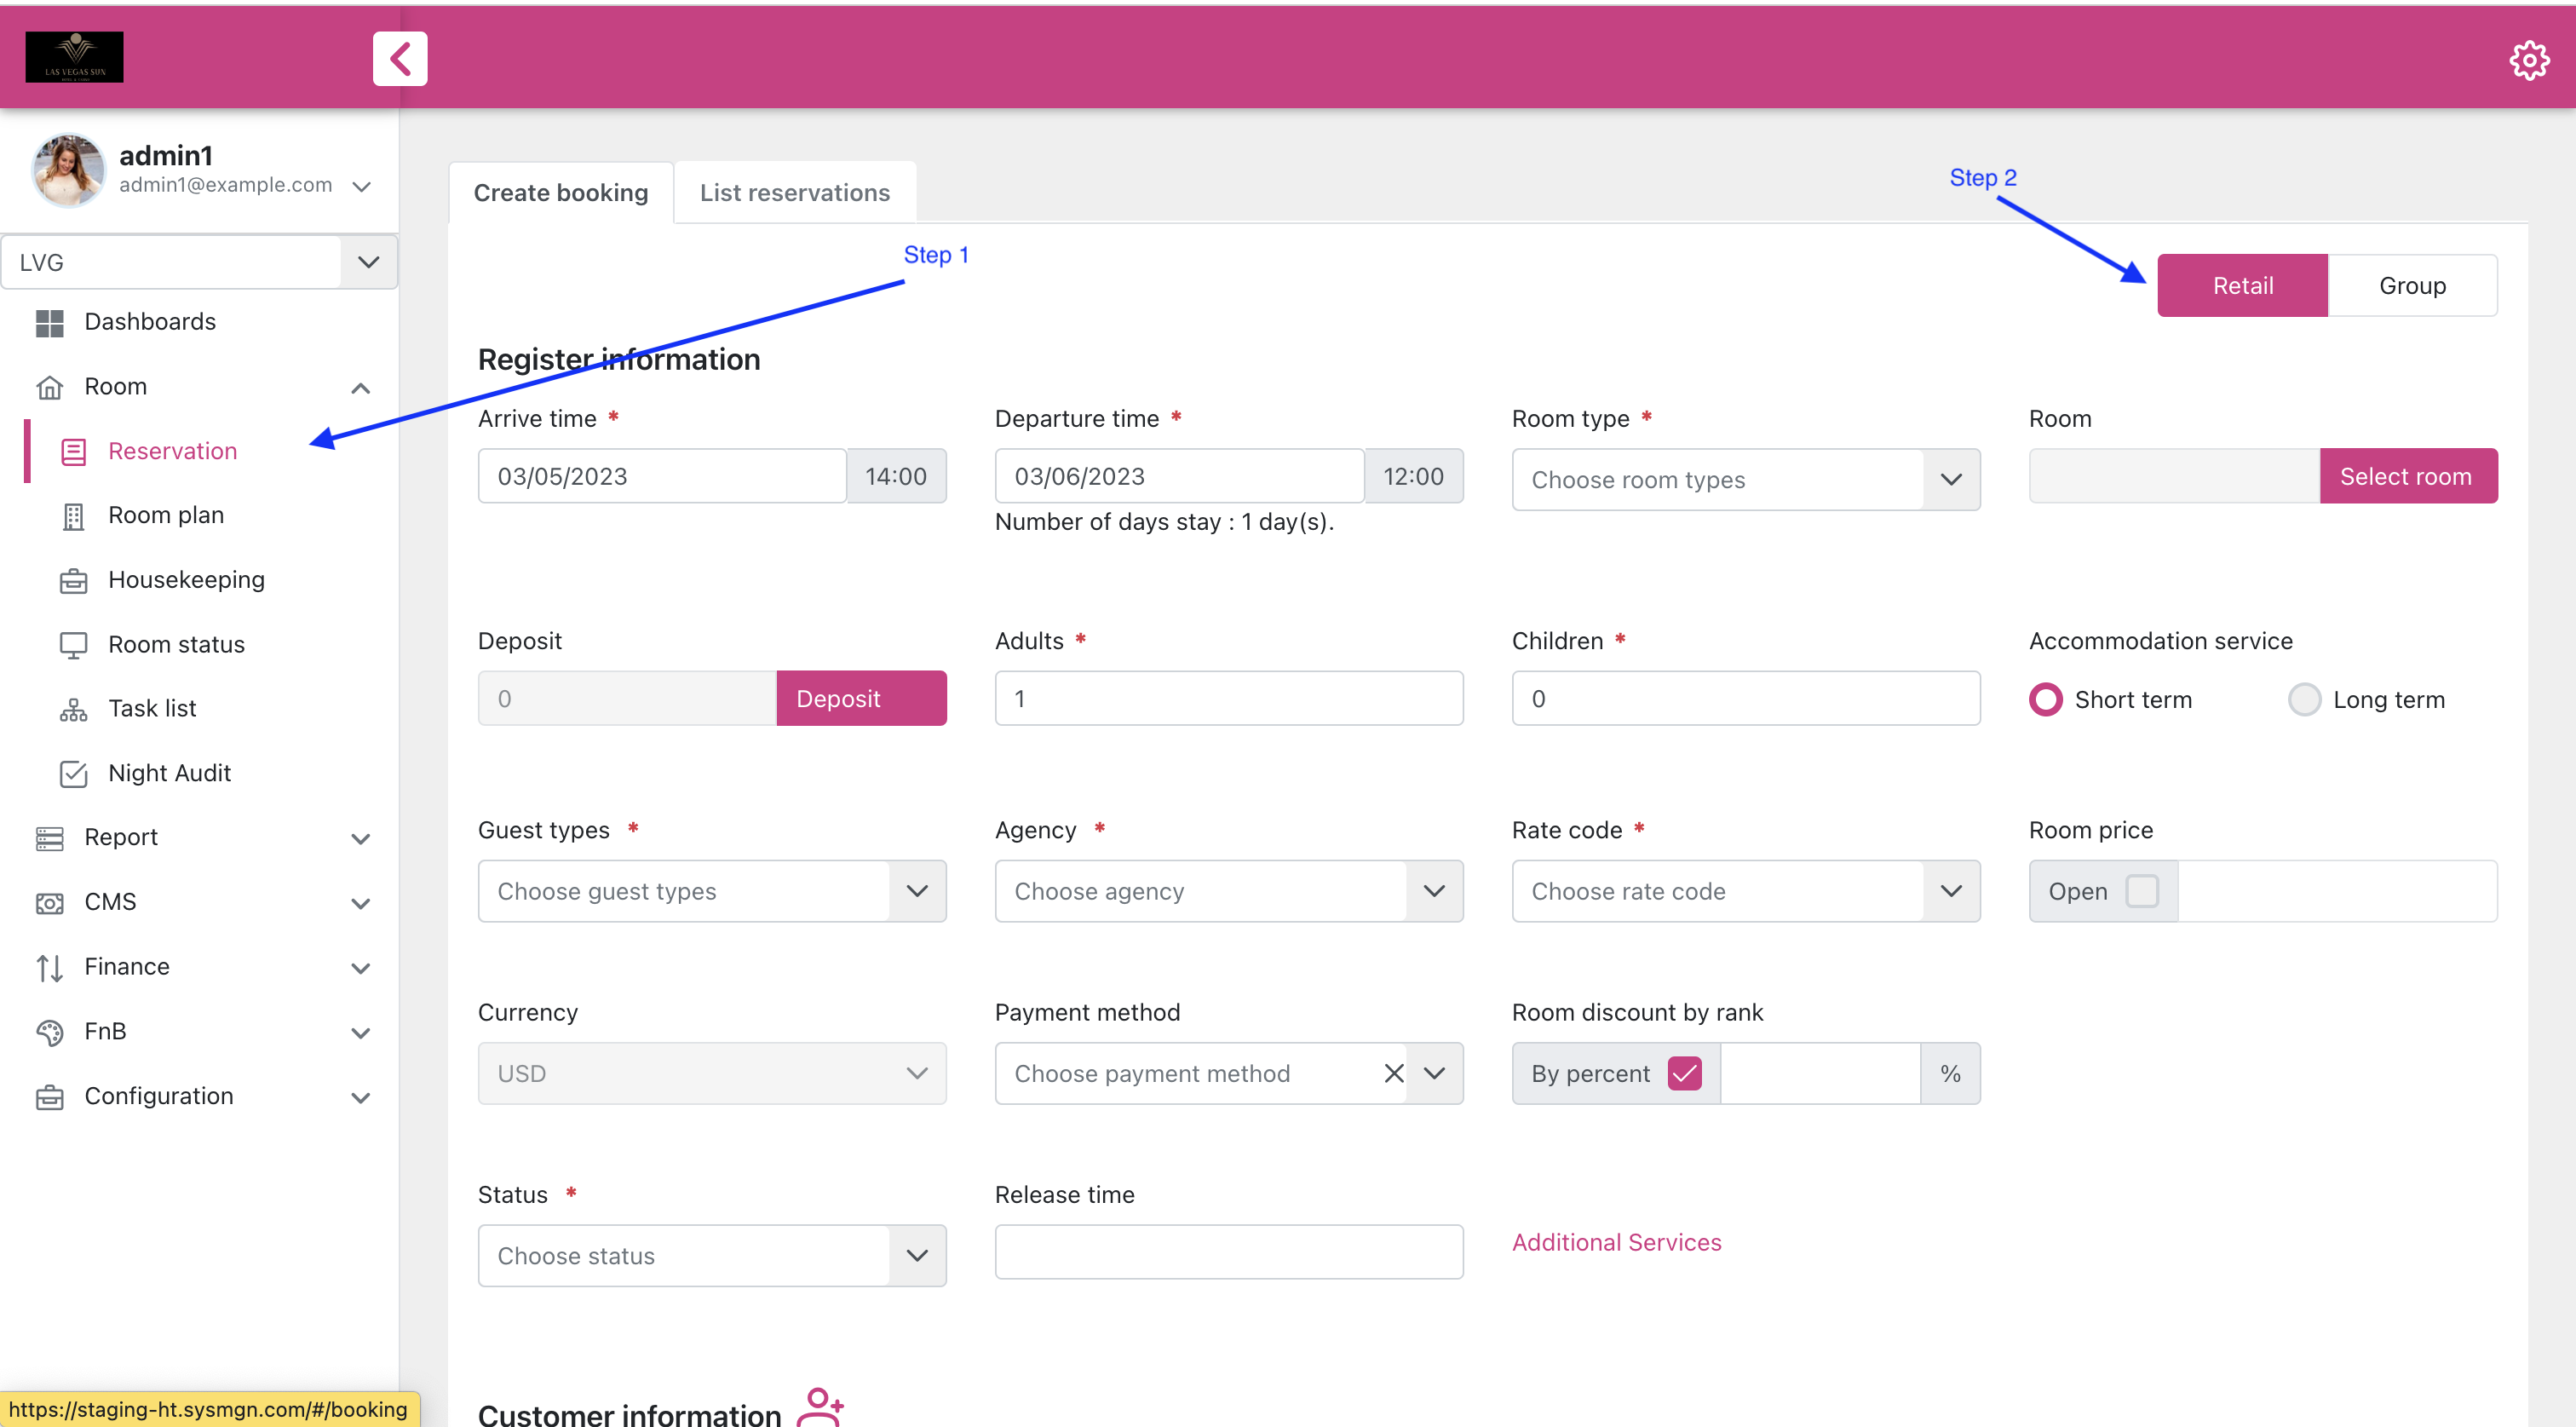 LAS VEGAS SUN
admin1
admin1@example.com
LVG
Dashboards
Room
Reservation
Room plan
Housekeeping
Room status
Task list
Night Audit
Report
CMS
Finance
FnB
Configuration
https://staging-ht.sysmgn.com/#/booking
Create booking
List reservations
Step 1
Step 2
Retail
Group
Register information
Arrive time *
03/05/2023
14:00
Departure time *
03/06/2023
12:00
Number of days stay : 1 day(s).
Room type *
Choose room types
Room
Select room
Deposit
0
Deposit
Adults *
1
Children *
0
Accommodation service
Short term
Long term
Guest types *
Choose guest types
Agency *
Choose agency
Rate code *
Choose rate code
Room price
Open
Currency
USD
Payment method
Choose payment method
Room discount by rank
By percent
%
Status *
Choose status
Release time
Additional Services
Customer information